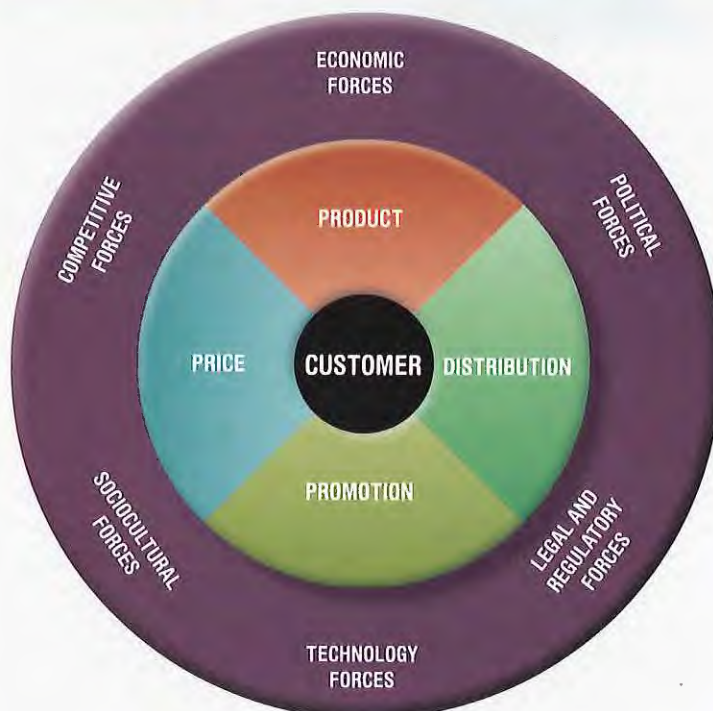 ECONOMIC
FORCES
POLITICAL
FORCES
COMPETITIVE
FORCES
PRODUCT
PRICE
CUSTOMER
DISTRIBUTION
PROMOTION
SOCIOCULTURAL
FORCES
LEGAL AND
REGULATORY
FORCES
TECHNOLOGY
FORCES